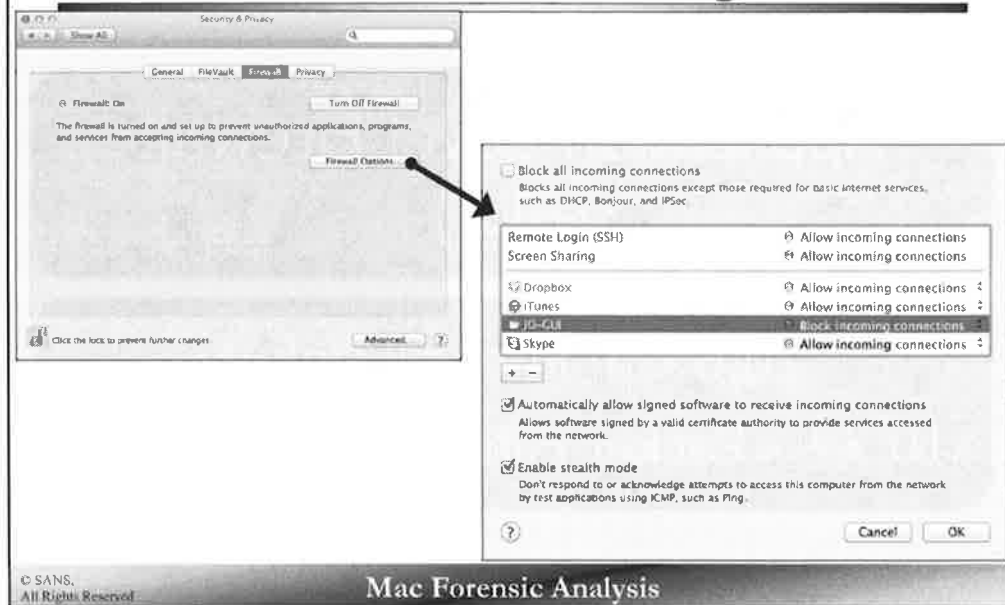 Security & Privacy
Show All
General FileVault Firewall Privacy
Firewall: On
Turn Off Firewall
The firewall is turned on and set up to prevent unauthorized applications, programs,
and services from accepting incoming connections.
Firewall Options...
Click the lock to prevent further changes.
Advanced... ?
Block all incoming connections
Blocks all incoming connections except those required for basic Internet services,
such as DHCP, Bonjour, and IPSec.
Remote Login (SSH) Allow incoming connections
Screen Sharing Allow incoming connections
Dropbox Allow incoming connections
iTunes Allow incoming connections
JD-GUI Block incoming connections
Skype Allow incoming connections
+ −
Automatically allow signed software to receive incoming connections
Allows software signed by a valid certificate authority to provide services accessed
from the network.
Enable stealth mode
Don't respond to or acknowledge attempts to access this computer from the network
by test applications using ICMP, such as Ping.
? Cancel OK
© SANS,
All Rights Reserved
Mac Forensic Analysis